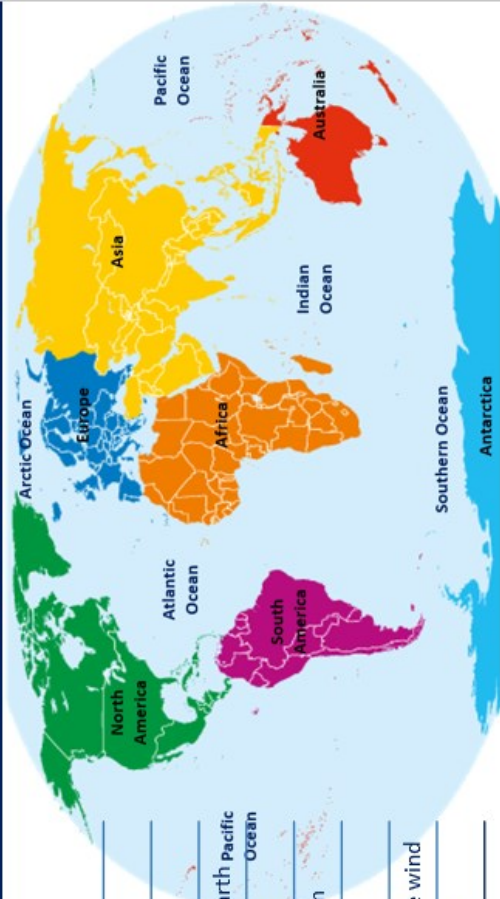 Arctic Ocean
Europe
North
America
Asia
Pacific
Ocean
Atlantic
Ocean
Africa
Pacific
Ocean
South
America
Indian
Ocean
Australia
wind
Southern Ocean
Antarctica